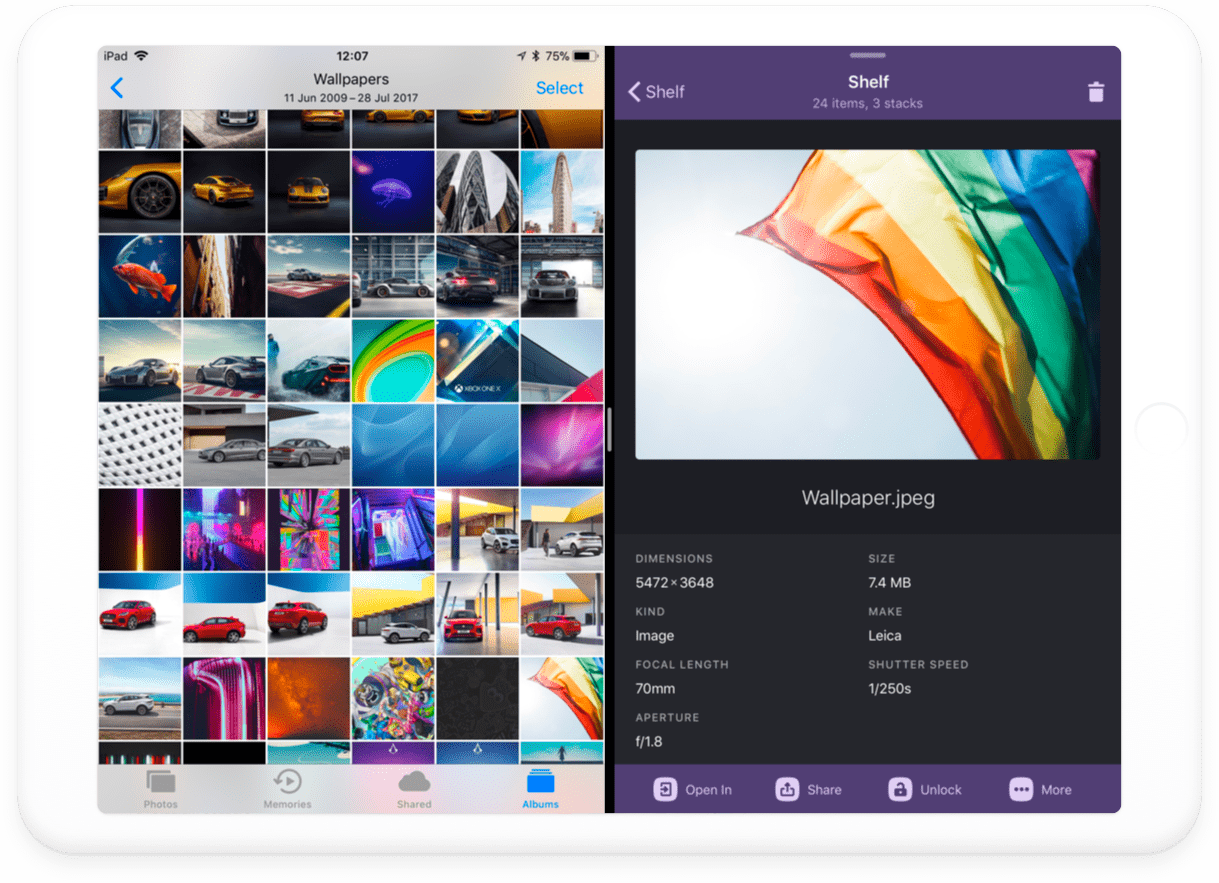 iPad 12:07 75%
Wallpapers
11 Jun 2009 – 28 Jul 2017
Select
XBOX ONE X
Photos
Memories
Shared
Albums
Shelf
Shelf
24 items, 3 stacks
Wallpaper.jpeg
DIMENSIONS
5472×3648
SIZE
7.4 MB
KIND
Image
MAKE
Leica
FOCAL LENGTH
70mm
SHUTTER SPEED
1/250s
APERTURE
f/1.8
Open In
Share
Unlock
More